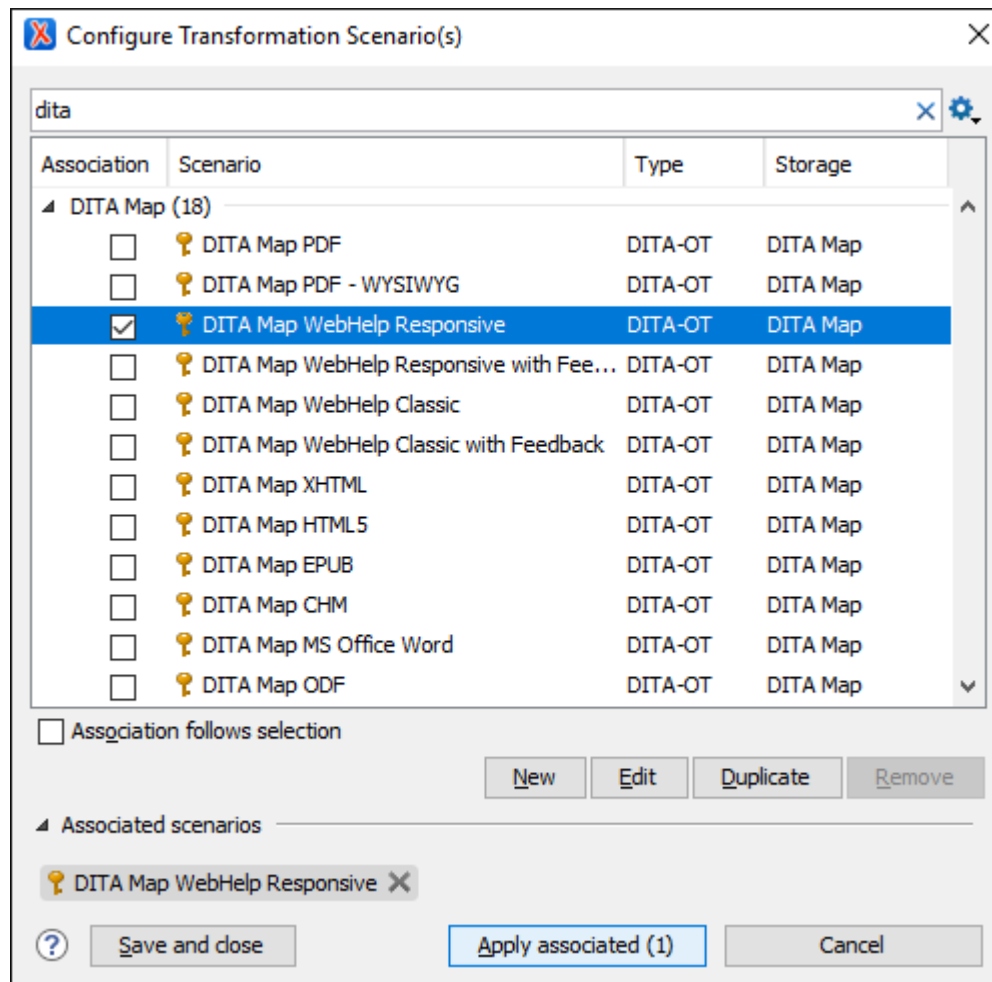 Configure Transformation Scenario(s)
dita
Association Scenario Type Storage
DITA Map (18)
DITA Map PDF DITA-OT DITA Map
DITA Map PDF - WYSIWYG DITA-OT DITA Map
DITA Map WebHelp Responsive DITA-OT DITA Map
DITA Map WebHelp Responsive with Fee... DITA-OT DITA Map
DITA Map WebHelp Classic DITA-OT DITA Map
DITA Map WebHelp Classic with Feedback DITA-OT DITA Map
DITA Map XHTML DITA-OT DITA Map
DITA Map HTML5 DITA-OT DITA Map
DITA Map EPUB DITA-OT DITA Map
DITA Map CHM DITA-OT DITA Map
DITA Map MS Office Word DITA-OT DITA Map
DITA Map ODF DITA-OT DITA Map
Association follows selection
New Edit Duplicate Remove
Associated scenarios
DITA Map WebHelp Responsive
? Save and close Apply associated (1) Cancel